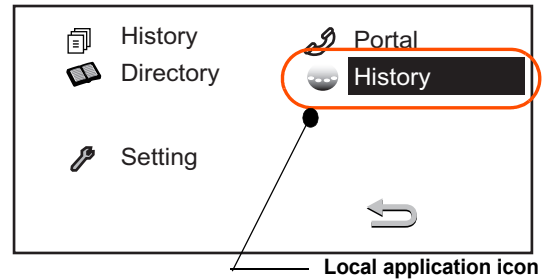 History
Portal
Directory
History
Setting
Local application icon